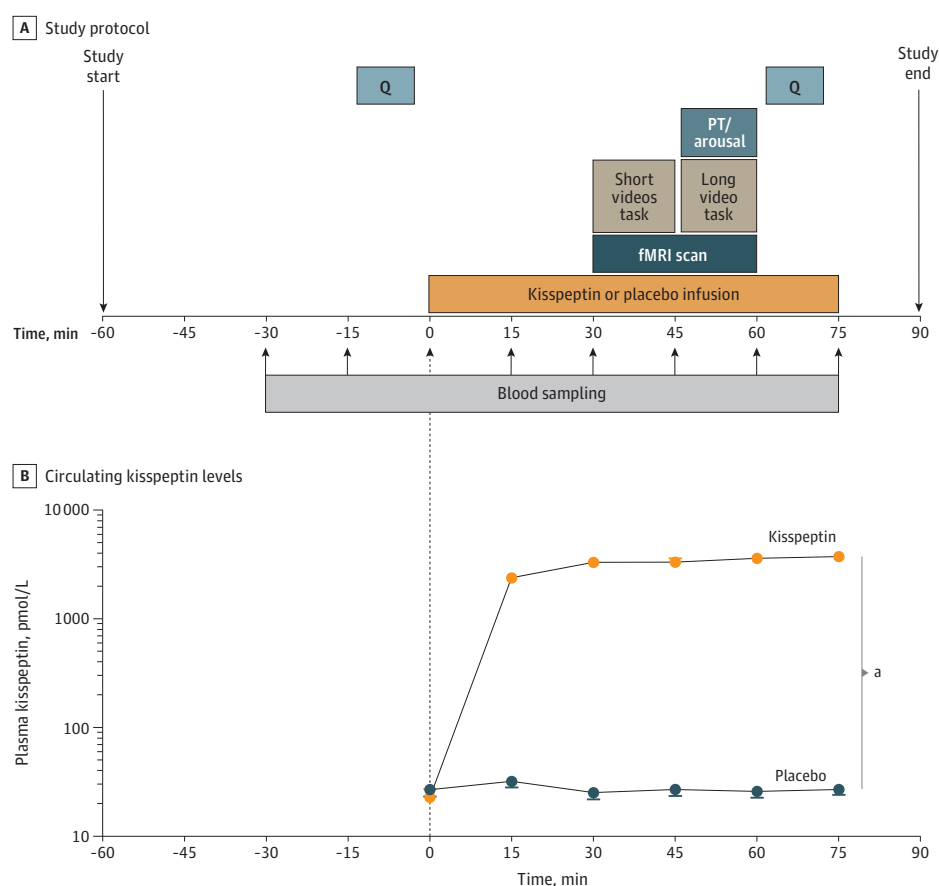 A Study protocol
Study
start
Study
end
Q
Q
PT/
arousal
Short
videos
task
Long
video
task
fMRI scan
Kisspeptin or placebo infusion
Time, min -60 -45 -30 -15 0 15 30 45 60 75 90
Blood sampling
B Circulating kisspeptin levels
10 000
1000
100
10
Plasma kisspeptin, pmol/L
Kisspeptin
a
Placebo
-60 -45 -30 -15 0 15 30 45 60 75 90
Time, min